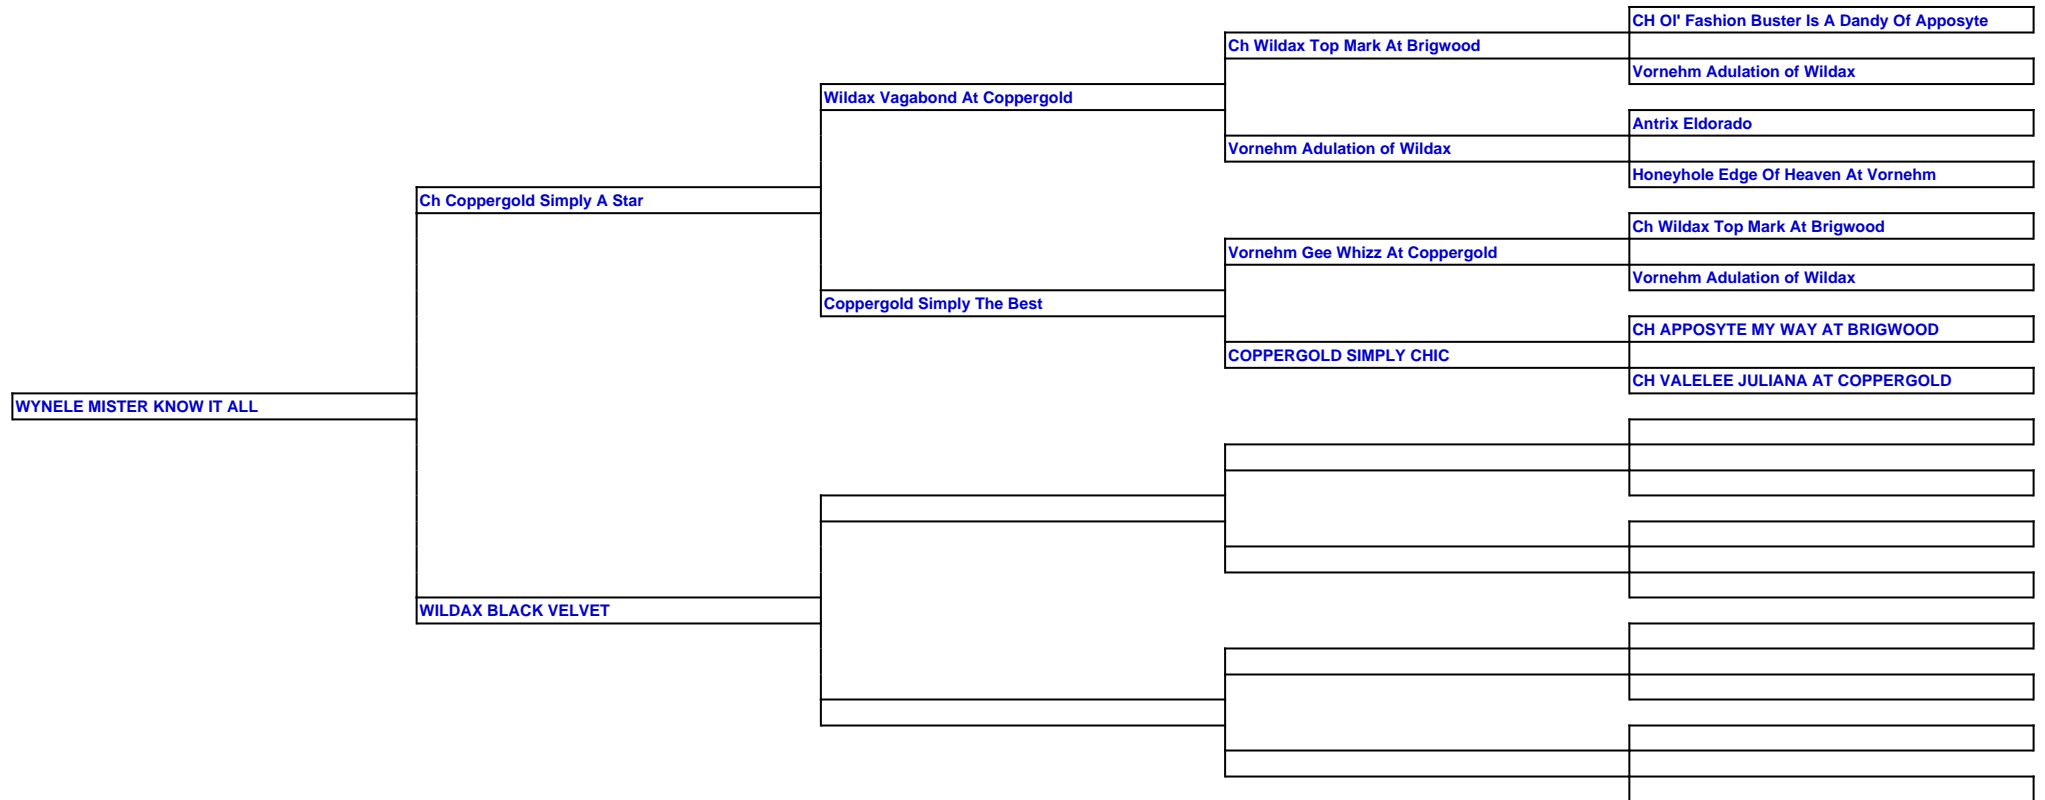 CH Ol' Fashion Buster Is A Dandy Of Apposyte
Ch Wildax Top Mark At Brigwood
Vornehm Adulation of Wildax
Wildax Vagabond At Coppergold
Antrix Eldorado
Vornehm Adulation of Wildax
Honeyhole Edge Of Heaven At Vornehm
Ch Coppergold Simply A Star
Ch Wildax Top Mark At Brigwood
Vornehm Gee Whizz At Coppergold
Vornehm Adulation of Wildax
Coppergold Simply The Best
CH APPOSYTE MY WAY AT BRIGWOOD
COPPERGOLD SIMPLY CHIC
CH VALELEE JULIANA AT COPPERGOLD
WYNELE MISTER KNOW IT ALL
WILDAX BLACK VELVET